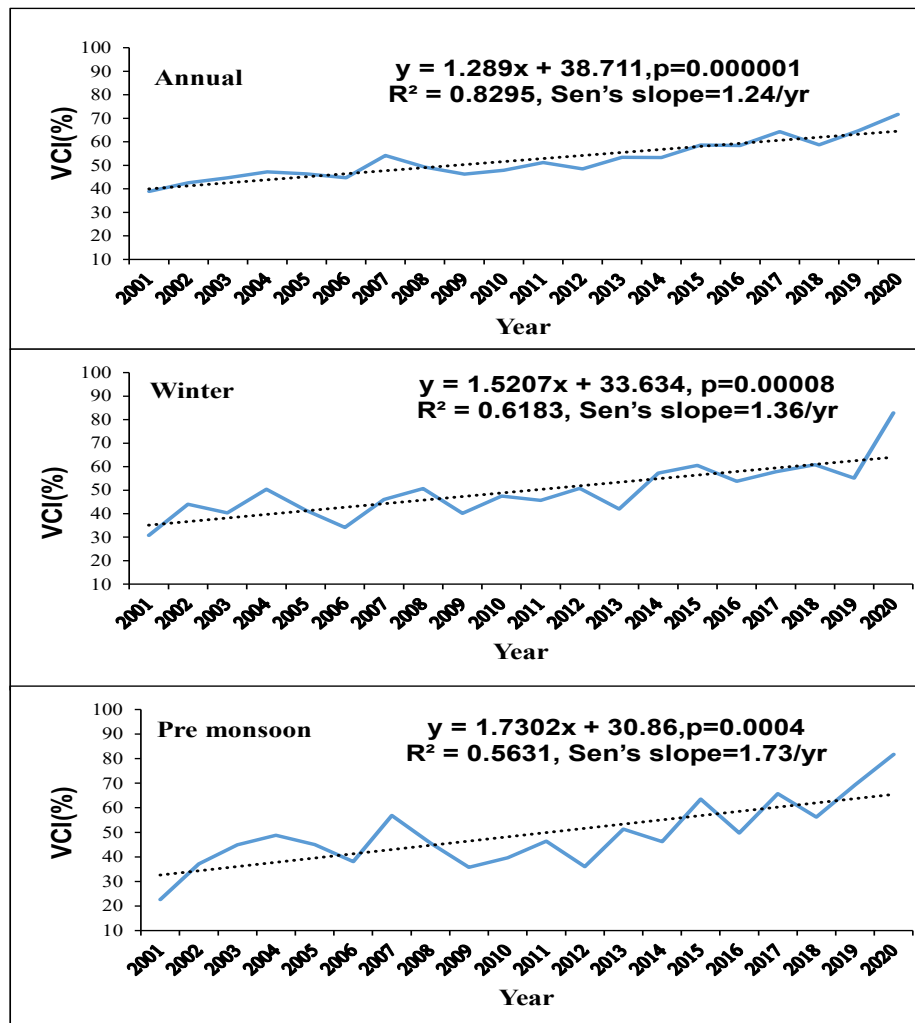 100
90
80
70
60
50
40
30
20
10
VCI(%)
Annual
y = 1.289x + 38.711,p=0.000001
R² = 0.8295, Sen's slope=1.24/yr
2001 2002 2003 2004 2005 2006 2007 2008 2009 2010 2011 2012 2013 2014 2015 2016 2017 2018 2019 2020
Year
100
90
80
70
60
50
40
30
20
10
VCI(%)
Winter
y = 1.5207x + 33.634, p=0.00008
R² = 0.6183, Sen's slope=1.36/yr
2001 2002 2003 2004 2005 2006 2007 2008 2009 2010 2011 2012 2013 2014 2015 2016 2017 2018 2019 2020
Year
100
90
80
70
60
50
40
30
20
10
VCI(%)
Pre monsoon
y = 1.7302x + 30.86,p=0.0004
R² = 0.5631, Sen's slope=1.73/yr
2001 2002 2003 2004 2005 2006 2007 2008 2009 2010 2011 2012 2013 2014 2015 2016 2017 2018 2019 2020
Year